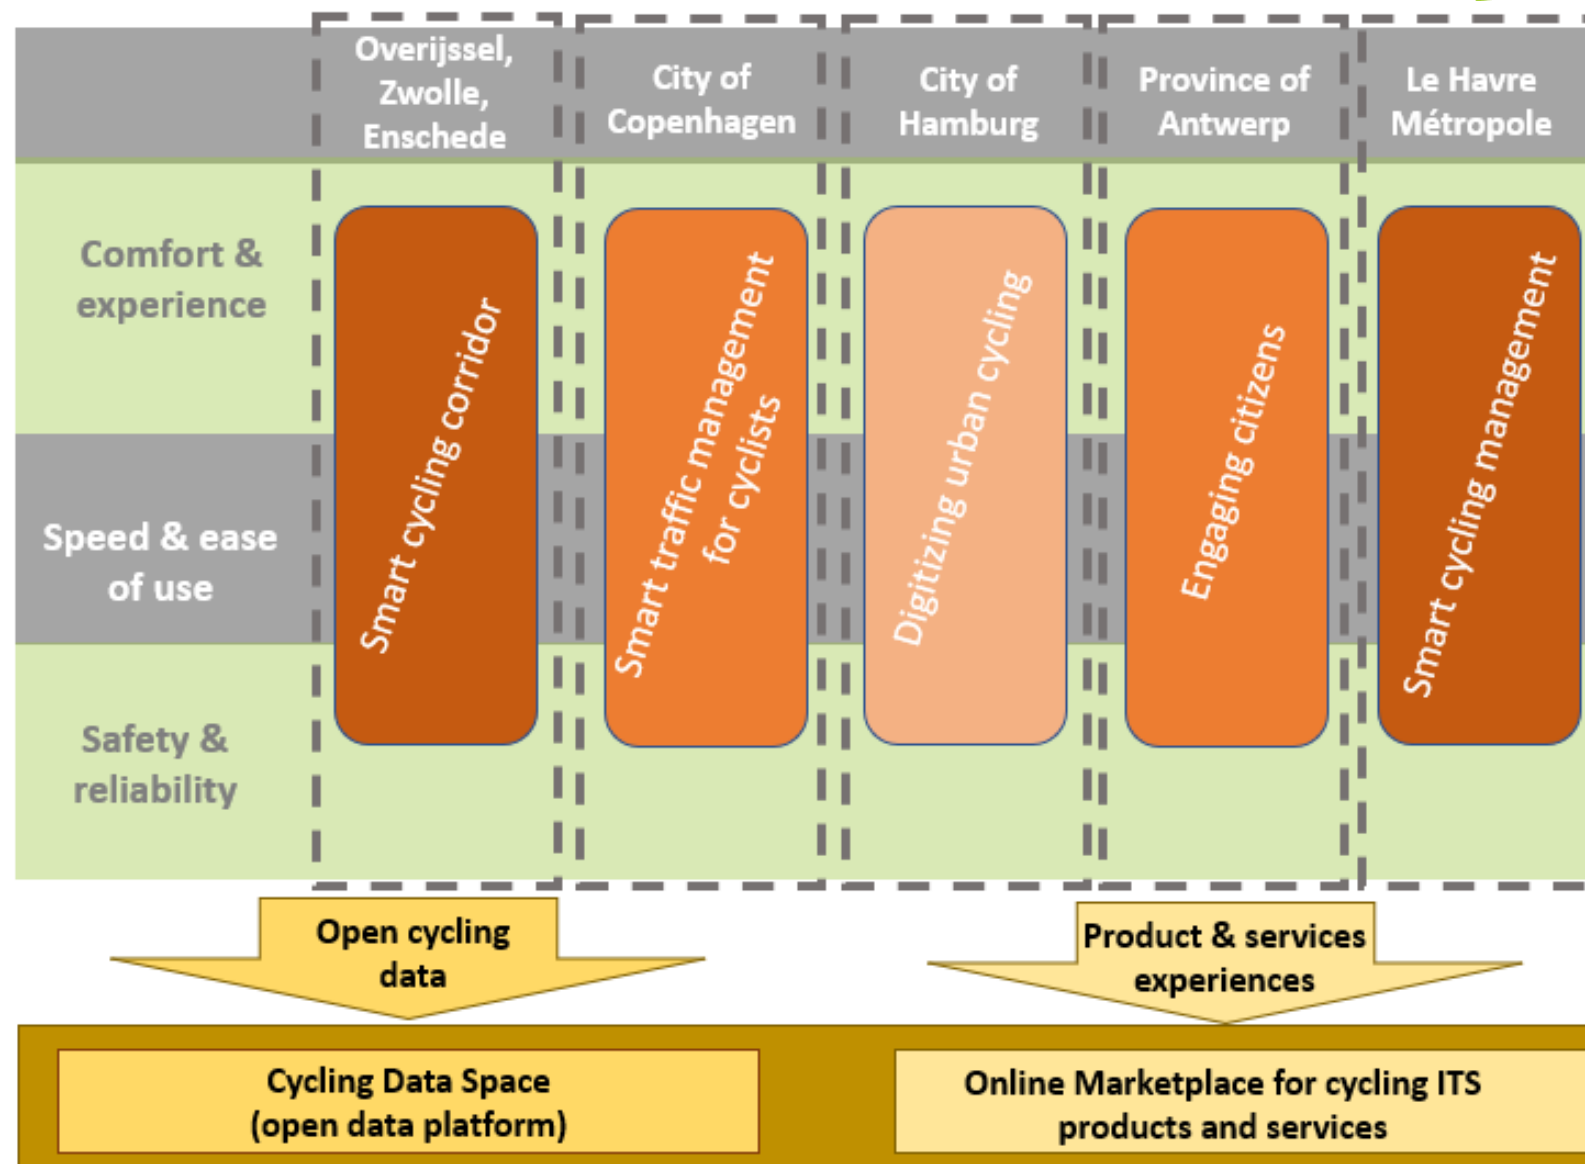 Overijssel,
Zwolle,
Enschede
City of
Copenhagen
City of
Hamburg
Province of
Antwerp
Le Havre
Métropole
Comfort &
experience
Speed & ease
of use
Safety &
reliability
Smart cycling corridor
Smart traffic management
for cyclists
Digitizing urban cycling
Engaging citizens
Smart cycling management
Open cycling
data
Product & services
experiences
Cycling Data Space
(open data platform)
Online Marketplace for cycling ITS
products and services